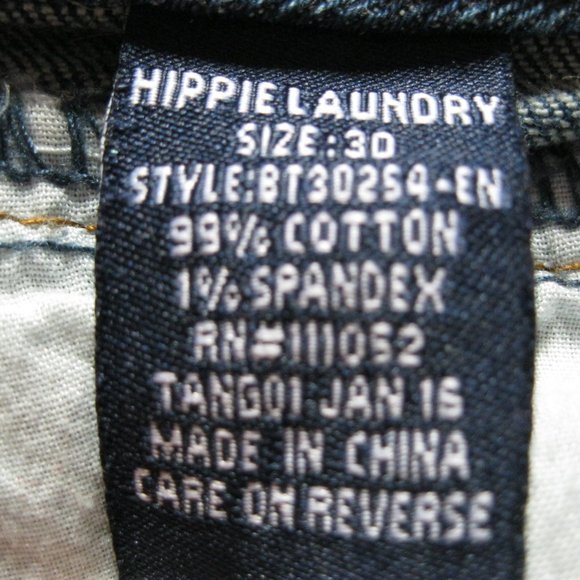 HIPPIE LAUNDRY
SIZE:30
STYLE:BT30254-EN
99% COTTON
1% SPANDEX
RN#111052
TANG01 JAN 16
MADE IN CHINA
CARE ON REVERSE